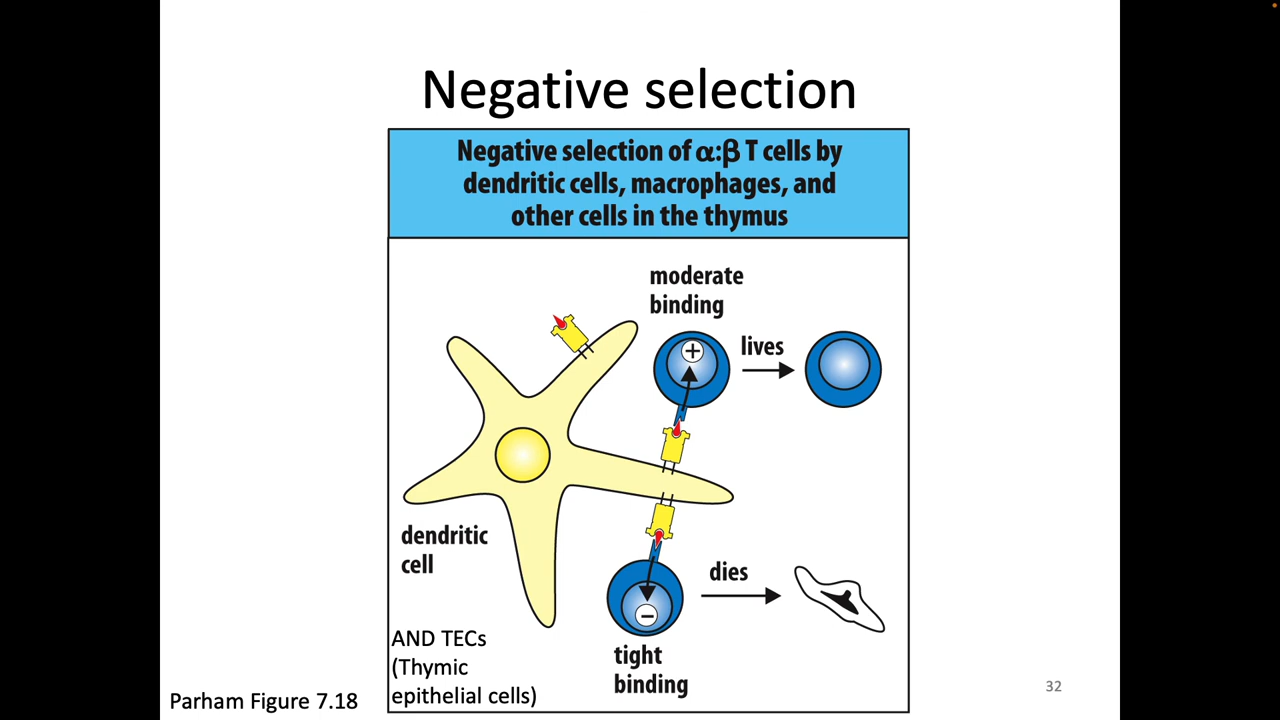 Negative selection
Negative selection of α:β T cells by
dendritic cells, macrophages, and
other cells in the thymus
moderate
binding
+
lives
dendritic
cell
dies
−
AND TECs
(Thymic
epithelial cells)
tight
binding
Parham Figure 7.18
32